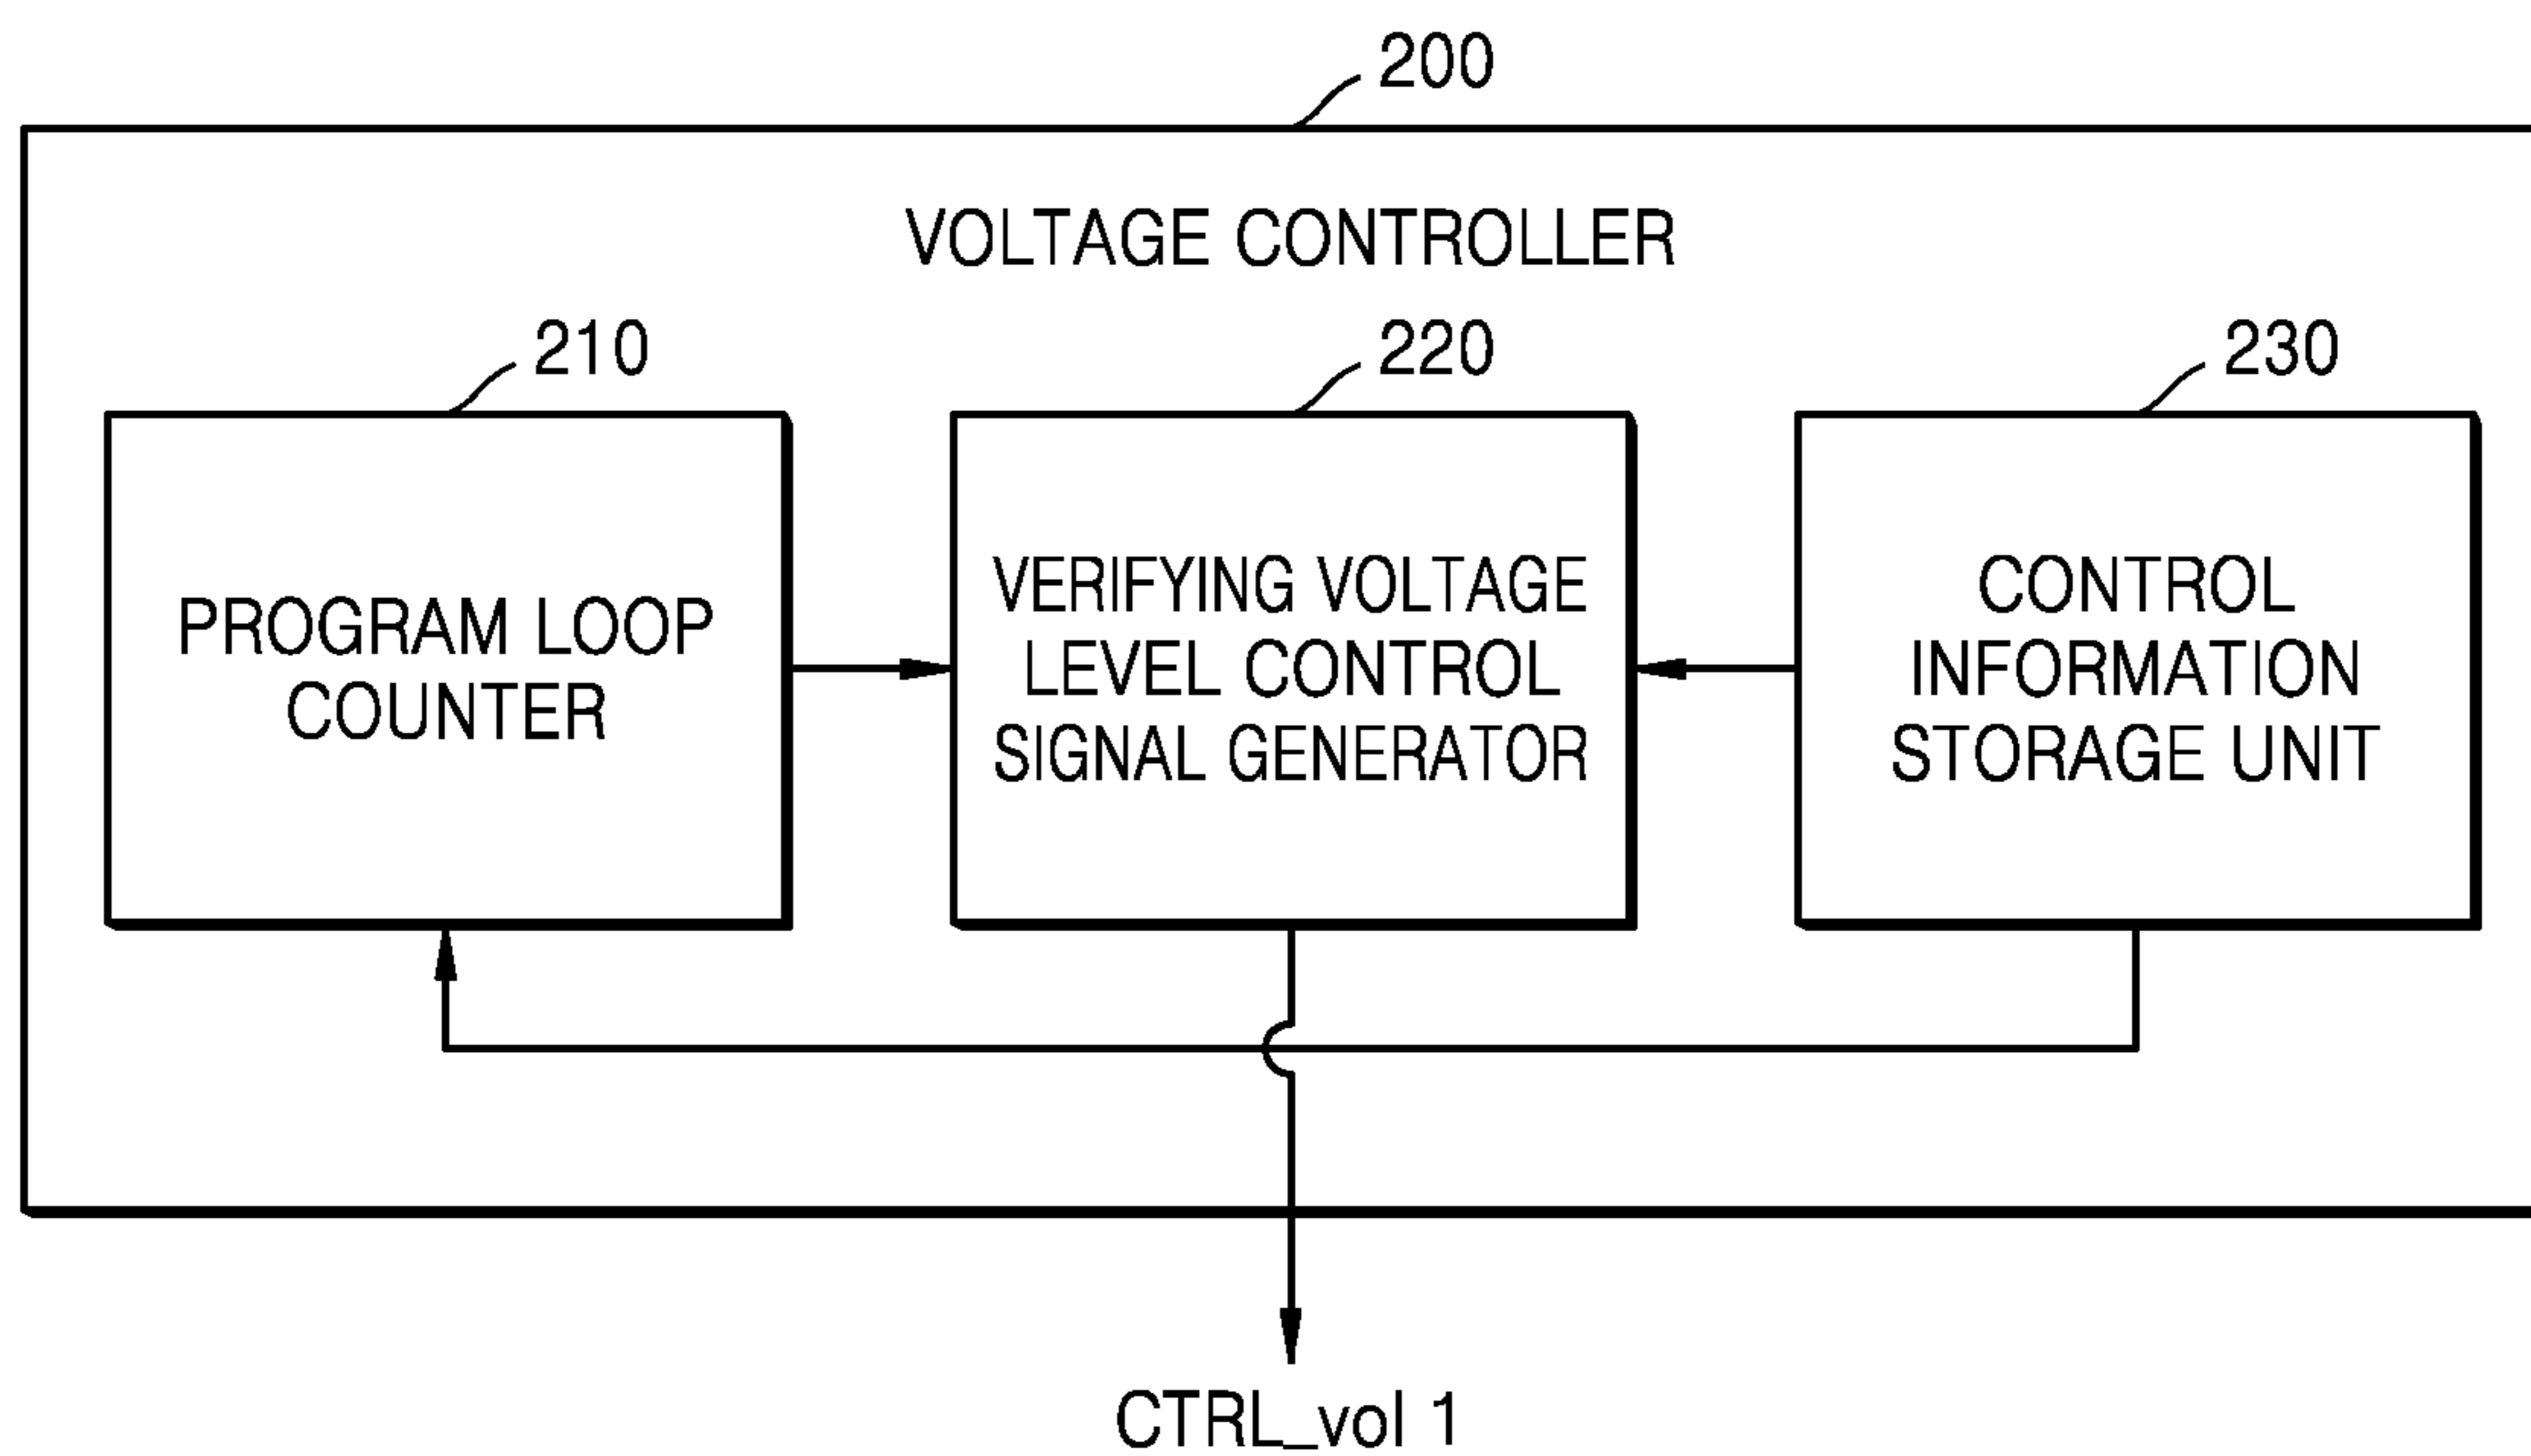 200
VOLTAGE CONTROLLER
210
220
230
PROGRAM LOOP
COUNTER
VERIFYING VOLTAGE
LEVEL CONTROL
SIGNAL GENERATOR
CONTROL
INFORMATION
STORAGE UNIT
CTRL_vol 1